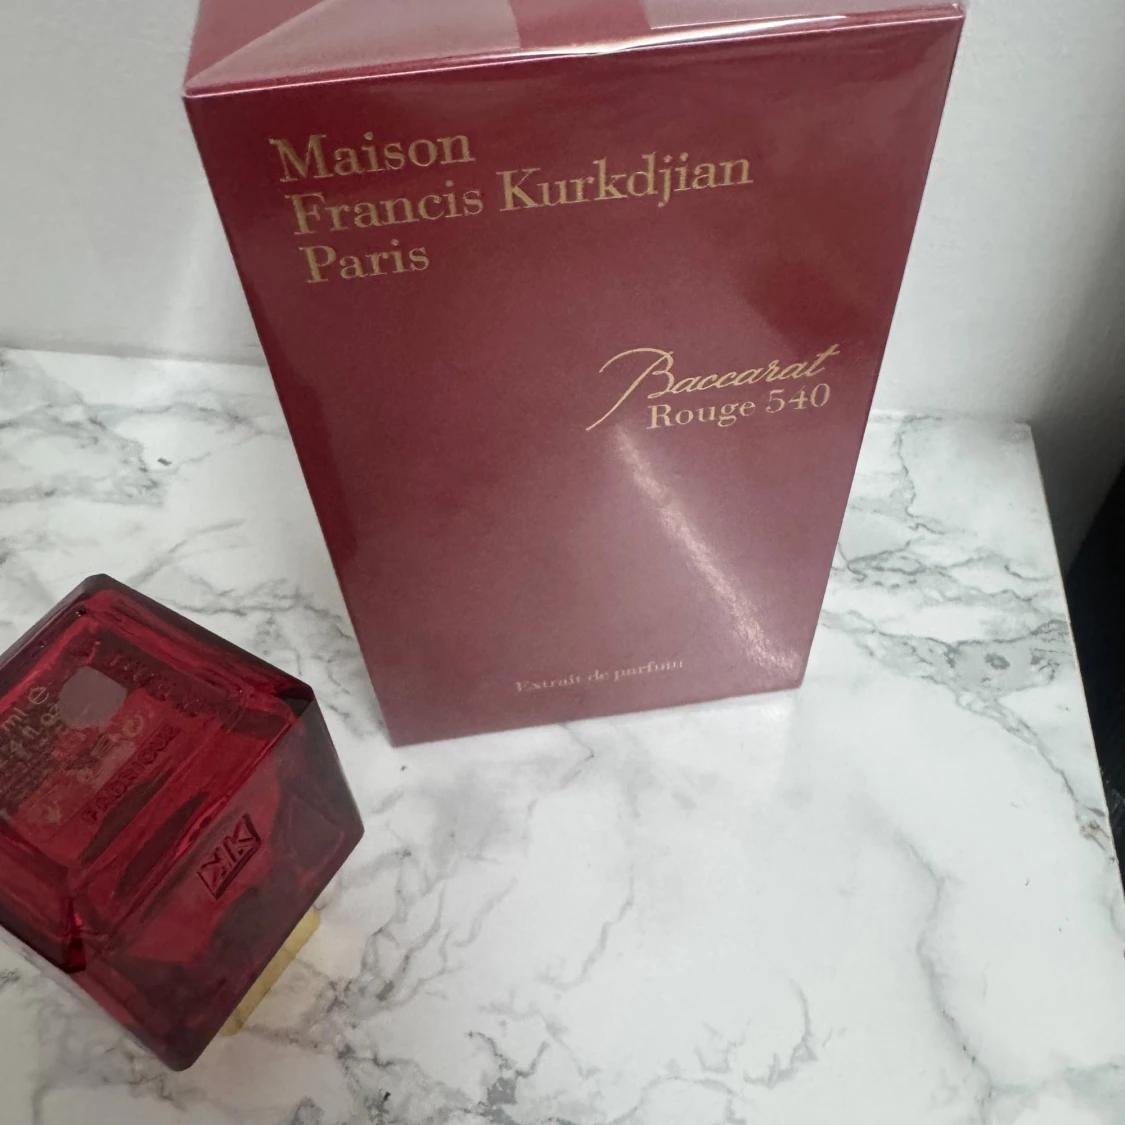 Maison
Francis Kurkdjian
Paris
Baccarat
Rouge 540
Extrait de parfum